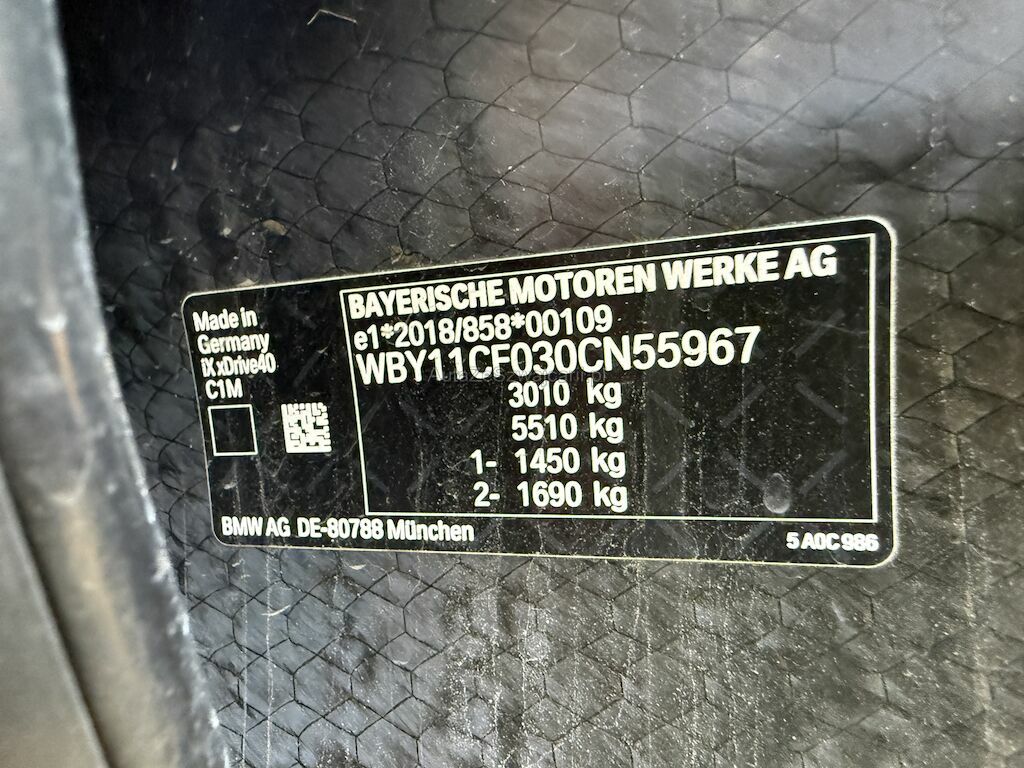 Made in
Germany
iX xDrive40
C1M
BAYERISCHE MOTOREN WERKE AG
e1*2018/858*00109
WBY11CF030CN55967
3010 kg
5510 kg
1- 1450 kg
2- 1690 kg
BMW AG DE-80788 München
5 A0C 986